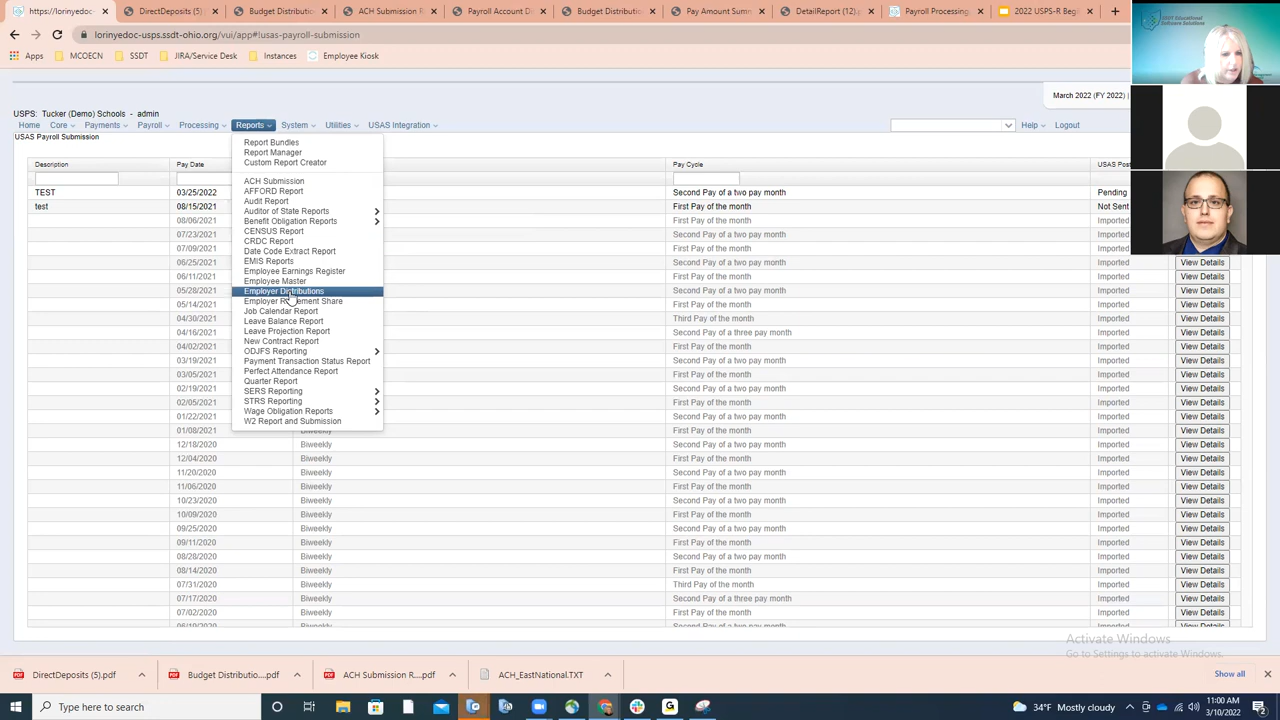 https://lorinyedoc
DirectDeposits
Budget Distributi
ACH Submission R
Account Dist
Budget Distributi
Pay Amount Summ
DetailReport (12).p
Payroll Processing
2022 USPS-R Begi
usps.ssdt-ohio.org/vui/app#lusas-payroll-submission
Apps
MCOECN
SSDT
JIRA/Service Desk
Instances
Employee Kiosk
SSDT Educational
Software Solutions
March 2022 (FY 2022) |
USPS: Tucker (Demo) Schools - admin
Home Core Payments Payroll Processing Reports System Utilities USAS Integration Help Logout
USAS Payroll Submission
Description Pay Date Pay Cycle USAS Post
TEST 03/25/2022 Second Pay of a two pay month Pending
test 08/15/2021 First Pay of the month Not Sent
08/06/2021 First Pay of the month Imported
07/23/2021 Second Pay of a two pay month Imported
07/09/2021 First Pay of the month Imported
06/25/2021 Second Pay of a two pay month Imported View Details
06/11/2021 First Pay of the month Imported View Details
05/28/2021 Second Pay of a two pay month Imported View Details
05/14/2021 First Pay of the month Imported View Details
04/30/2021 Third Pay of the month Imported View Details
04/16/2021 Second Pay of a three pay month Imported View Details
04/02/2021 First Pay of the month Imported View Details
03/19/2021 Second Pay of a two pay month Imported View Details
03/05/2021 First Pay of the month Imported View Details
02/19/2021 Second Pay of a two pay month Imported View Details
02/05/2021 First Pay of the month Imported View Details
01/22/2021 Second Pay of a two pay month Imported View Details
01/08/2021 Biweekly First Pay of the month Imported View Details
12/18/2020 Biweekly Second Pay of a two pay month Imported View Details
12/04/2020 Biweekly First Pay of the month Imported View Details
11/20/2020 Biweekly Second Pay of a two pay month Imported View Details
11/06/2020 Biweekly First Pay of the month Imported View Details
10/23/2020 Biweekly Second Pay of a two pay month Imported View Details
10/09/2020 Biweekly First Pay of the month Imported View Details
09/25/2020 Biweekly Second Pay of a two pay month Imported View Details
09/11/2020 Biweekly First Pay of the month Imported View Details
08/28/2020 Biweekly Second Pay of a two pay month Imported View Details
08/14/2020 Biweekly First Pay of the month Imported View Details
07/31/2020 Biweekly Third Pay of the month Imported View Details
07/17/2020 Biweekly Second Pay of a three pay month Imported View Details
07/02/2020 Biweekly First Pay of the month Imported View Details
06/19/2020 Biweekly Second Pay of a two pay month Imported View Details
Report Bundles
Report Manager
Custom Report Creator
ACH Submission
AFFORD Report
Audit Report
Auditor of State Reports
Benefit Obligation Reports
CENSUS Report
CRDC Report
Date Code Extract Report
EMIS Reports
Employee Earnings Register
Employee Master
Employer Distributions
Employer Retirement Share
Job Calendar Report
Leave Balance Report
Leave Projection Report
New Contract Report
ODJFS Reporting
Payment Transaction Status Report
Perfect Attendance Report
Quarter Report
SERS Reporting
STRS Reporting
Wage Obligation Reports
W2 Report and Submission
Activate Windows
Go to Settings to activate Windows.
DirectDeposits (5).pdf
Budget Distributio....pdf
ACH Submission R....pdf
Show all
Type here to search
34°F Mostly cloudy
11:00 AM
3/10/2022
2